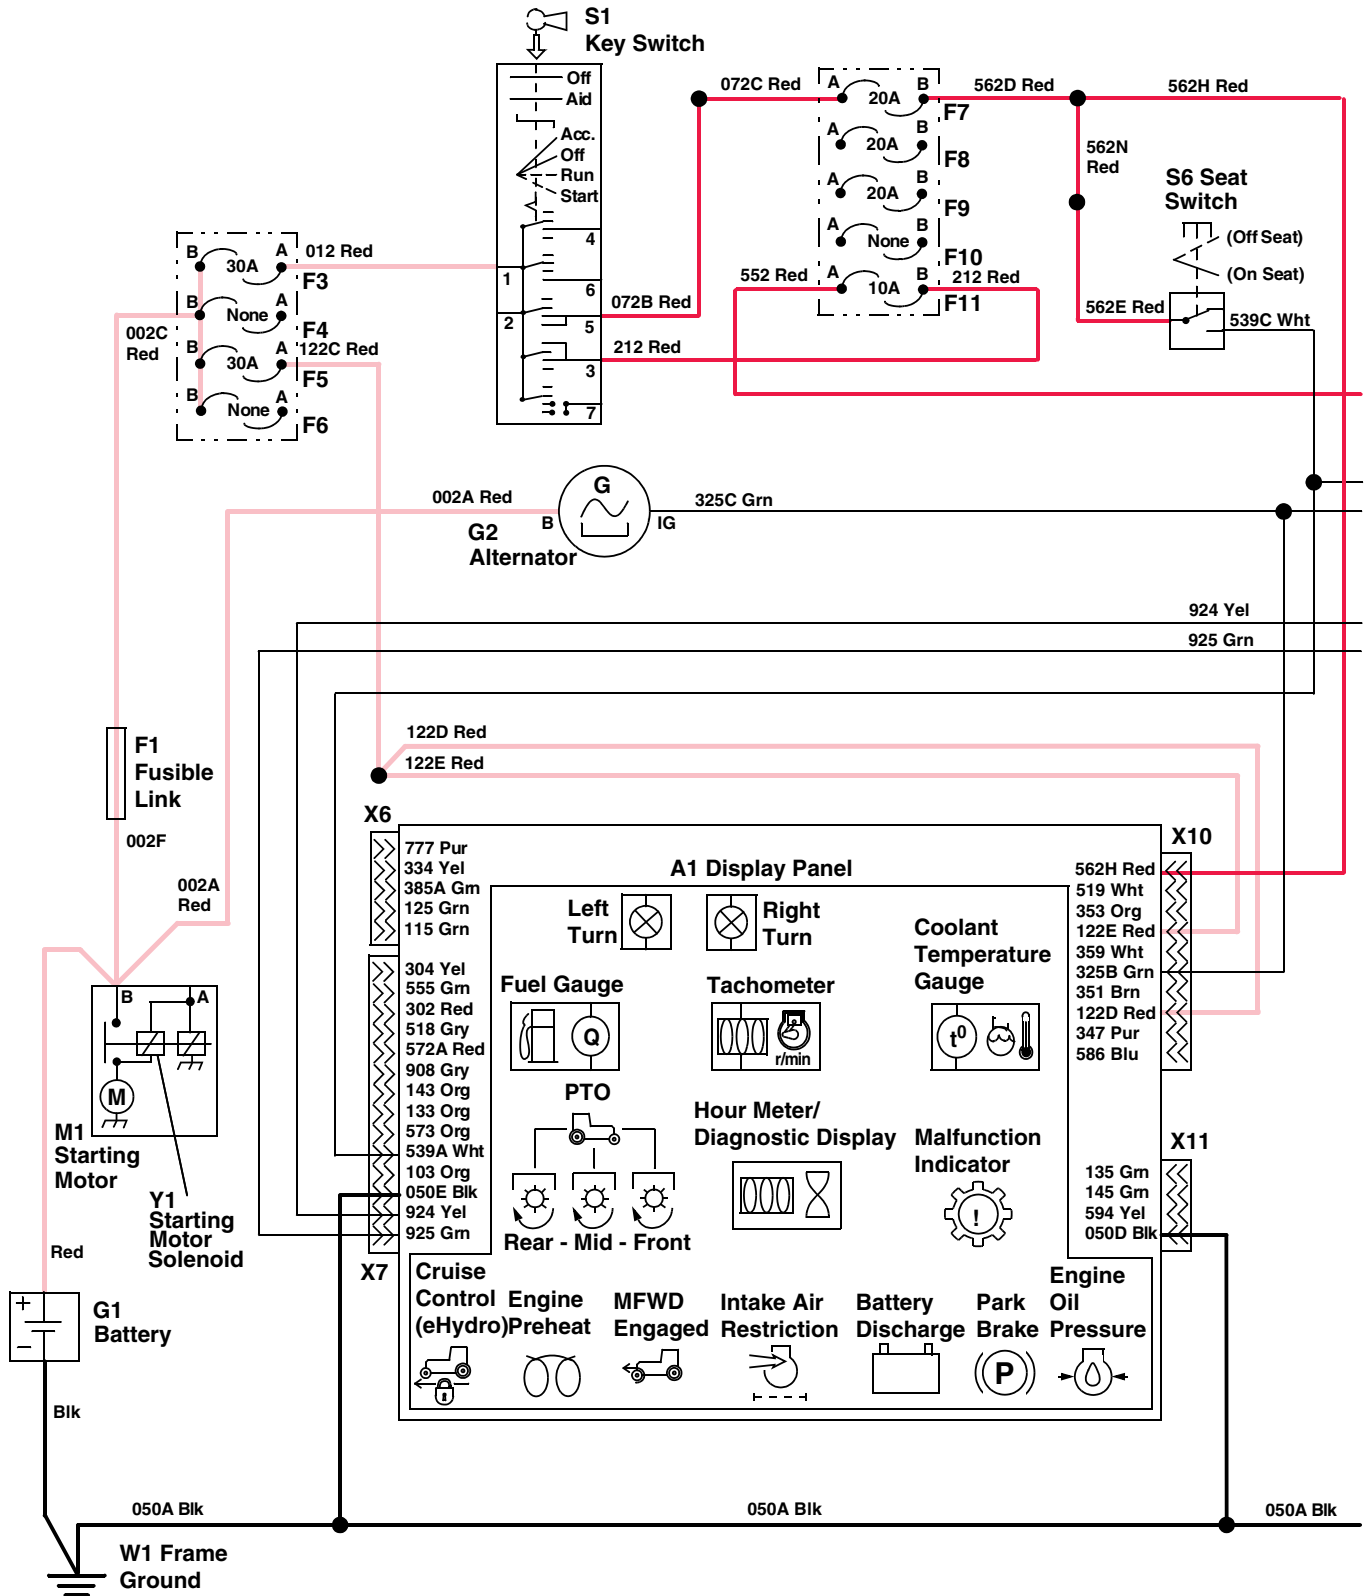 S1
Key Switch
Off
Aid
Acc.
Off
Run
Start
4
1
6
2
5
3
7
072C Red
A
20A
B
F7
A
20A
B
F8
A
20A
B
F9
A
None
B
F10
A
10A
B
F11
562D Red
562H Red
562N
Red
S6 Seat
Switch
(Off Seat)
(On Seat)
562E Red
539C Wht
552 Red
212 Red
072B Red
212 Red
012 Red
B
30A
A
F3
B
None
A
F4
B
30A
A
F5
B
None
A
F6
002C
Red
122C Red
002A Red
B
G
IG
G2
Alternator
325C Grn
924 Yel
925 Grn
122D Red
122E Red
F1
Fusible
Link
002F
002A
Red
B
A
M
M1
Starting
Motor
Y1
Starting
Motor
Solenoid
Red
+
–
G1
Battery
Blk
X6
777 Pur
334 Yel
385A Grn
125 Grn
115 Grn
304 Yel
555 Grn
302 Red
518 Gry
572A Red
908 Gry
143 Org
133 Org
573 Org
539A Wht
103 Org
050E Blk
924 Yel
925 Grn
X7
A1 Display Panel
Left
Turn
Right
Turn
Coolant
Temperature
Gauge
Fuel Gauge
Q
Tachometer
r/min
t0
PTO
Rear - Mid - Front
Hour Meter/
Diagnostic Display
Malfunction
Indicator
!
X10
562H Red
519 Wht
353 Org
122E Red
359 Wht
325B Grn
351 Brn
122D Red
347 Pur
586 Blu
X11
135 Grn
145 Grn
594 Yel
050D Blk
Cruise
Control
(eHydro)
Engine
Preheat
MFWD
Engaged
Intake Air
Restriction
Battery
Discharge
Park
Brake
P
Engine
Oil
Pressure
050A Blk
050A Blk
050A Blk
W1 Frame
Ground